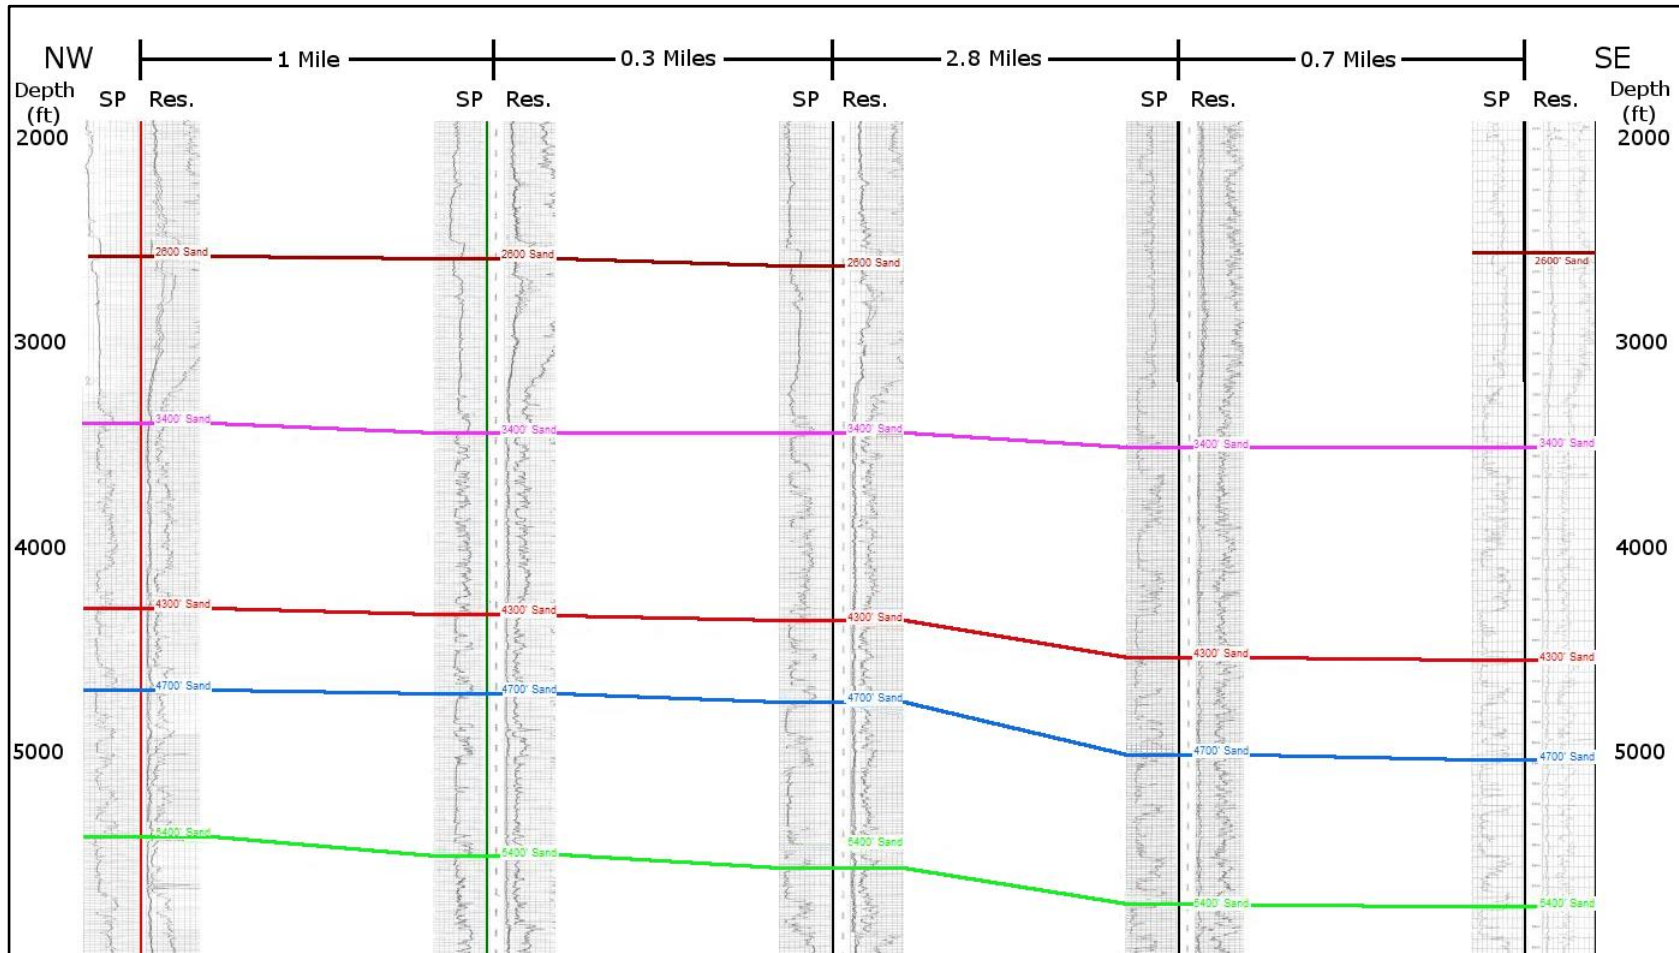 NW 1 Mile 0.3 Miles 2.8 Miles 0.7 Miles SE
Depth (ft) SP Res. SP Res. SP Res. SP Res. SP Res. Depth (ft)
2000 2000
2600 Sand 2600 Sand 2600 Sand 2600' Sand
3000 3000
3400' Sand 3400' Sand 3400' Sand 3400' Sand 3400' Sand
4000 4000
4300' Sand 4300' Sand 4300' Sand 4300' Sand 4300' Sand
4700' Sand 4700' Sand 4700' Sand 4700' Sand 4700' Sand
5000 5000
5400' Sand 5400' Sand 5400' Sand 5400' Sand 5400' Sand